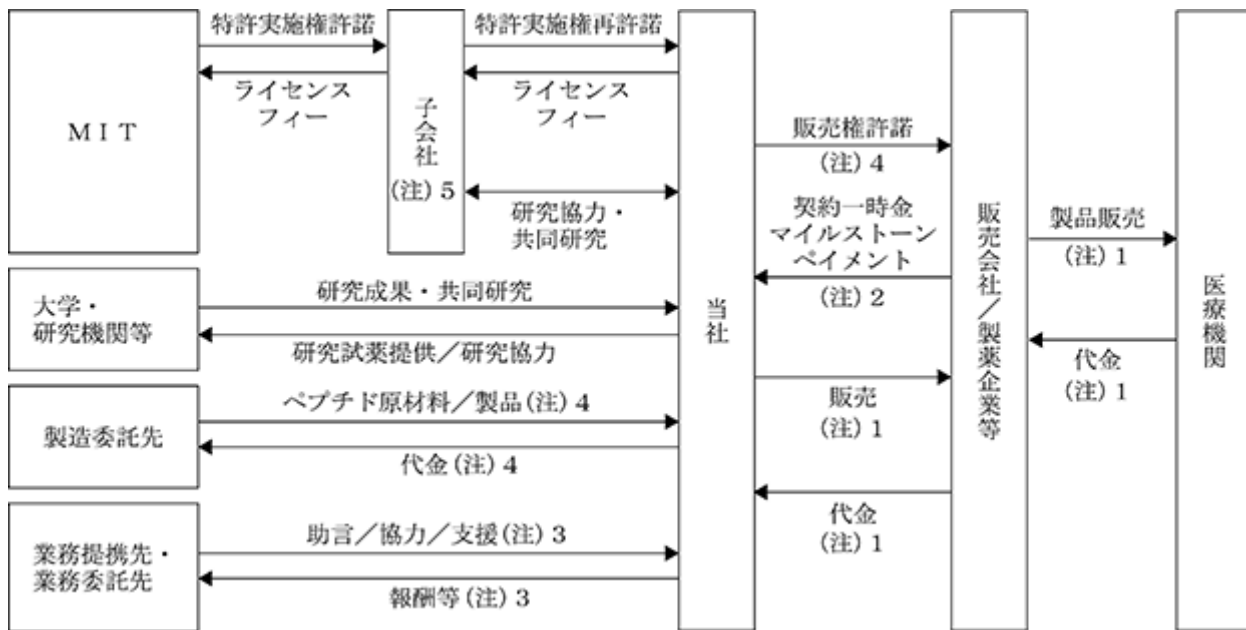 ＭＩＴ
特許実施権許諾
ライセンス
フィー
子会社
(注) 5
特許実施権再許諾
ライセンス
フィー
研究協力・
共同研究
大学・
研究機関等
研究成果・共同研究
研究試薬提供／研究協力
製造委託先
ペプチド原材料／製品(注) 4
代金(注) 4
業務提携先・
業務委託先
助言／協力／支援(注) 3
報酬等(注) 3
当社
販売権許諾
(注) 4
契約一時金
マイルストーン
ペイメント
(注) 2
販売
(注) 1
代金
(注) 1
販売会社／製薬企業等
製品販売
(注) 1
代金
(注) 1
医療機関